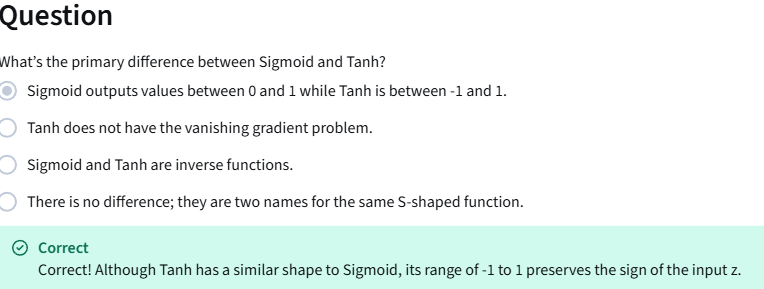 Question
What's the primary difference between Sigmoid and Tanh?
Sigmoid outputs values between 0 and 1 while Tanh is between -1 and 1.
Tanh does not have the vanishing gradient problem.
Sigmoid and Tanh are inverse functions.
There is no difference; they are two names for the same S-shaped function.
Correct
Correct! Although Tanh has a similar shape to Sigmoid, its range of -1 to 1 preserves the sign of the input z.